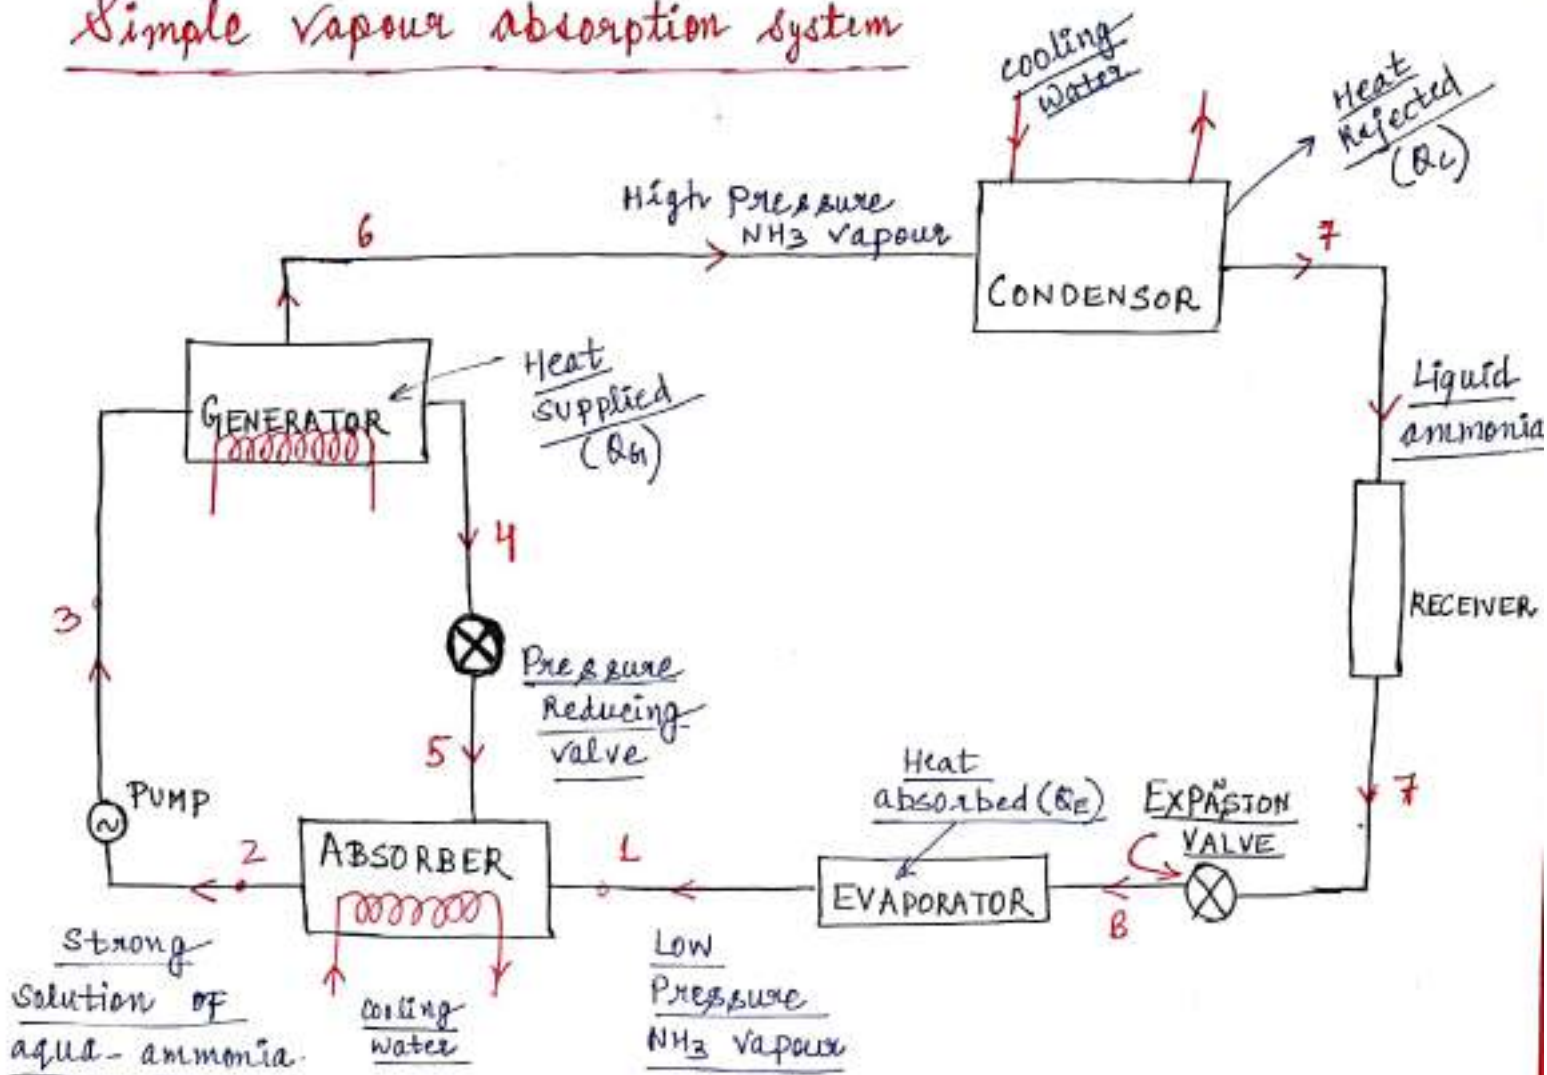 Simple Vapour absorption system
cooling
water
Heat
Rejected
(QC)
6
High Pressure
NH3 vapour
7
CONDENSOR
GENERATOR
Heat
supplied
(QG)
Liquid
ammonia
4
3
RECEIVER
Pressure
Reducing
valve
5
PUMP
Heat
absorbed (QE)
EXPANSION
VALVE
7
2
ABSORBER
1
EVAPORATOR
8
Strong
solution of
aqua-ammonia.
cooling
water
Low
Pressure
NH3 vapour